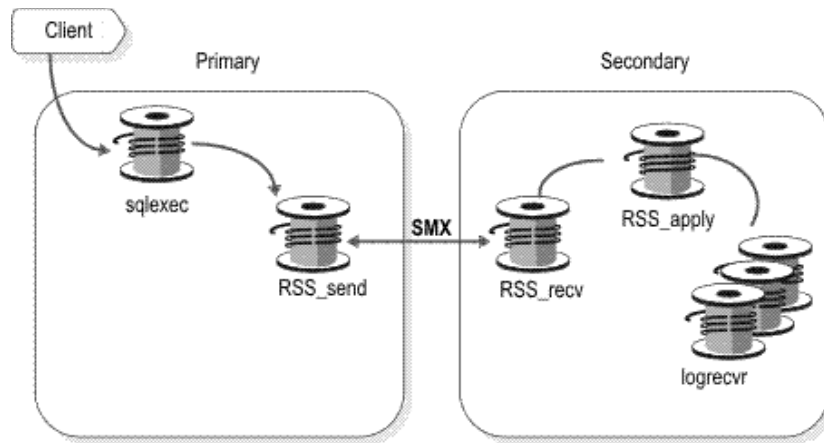 Client
Primary
Secondary
sqlexec
RSS_send
SMX
RSS_recv
RSS_apply
logrecvr